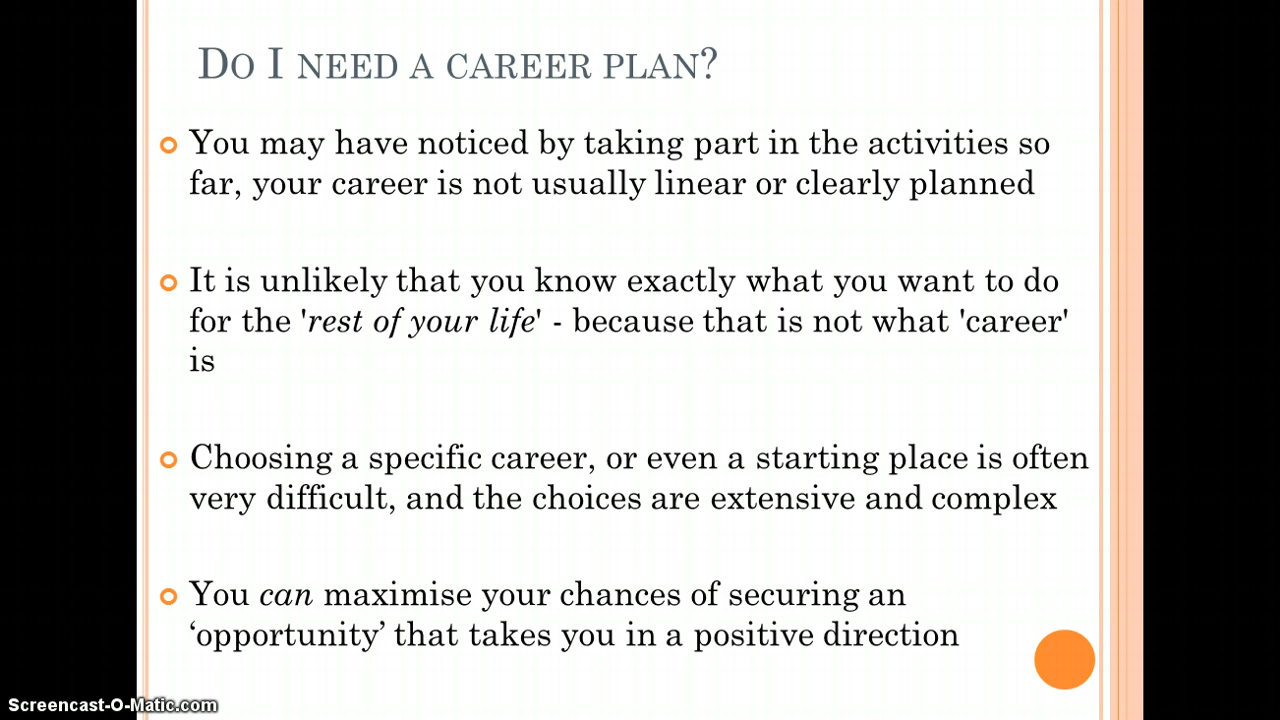 Do I need a career plan?
You may have noticed by taking part in the activities so
far, your career is not usually linear or clearly planned
It is unlikely that you know exactly what you want to do
for the 'rest of your life' - because that is not what 'career'
is
Choosing a specific career, or even a starting place is often
very difficult, and the choices are extensive and complex
You can maximise your chances of securing an
‘opportunity’ that takes you in a positive direction
Screencast-O-Matic.com